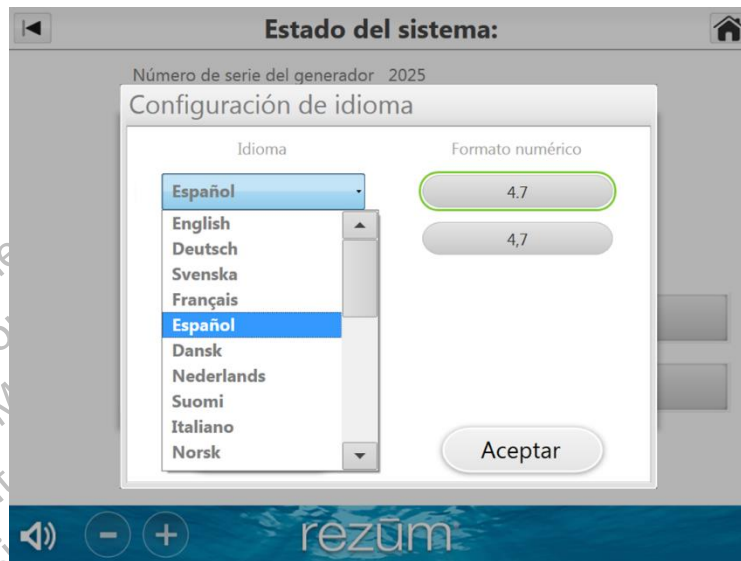 Estado del sistema:
Número de serie del generador 2025
Configuración de idioma
Idioma
Formato numérico
Español
4.7
English
Deutsch
4,7
Svenska
Français
Español
Dansk
Nederlands
Suomi
Italiano
Norsk
Aceptar
rezūm